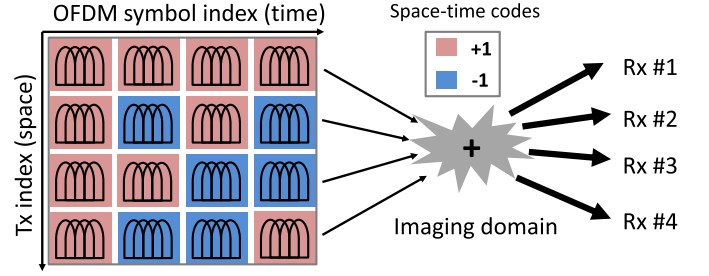 OFDM symbol index (time)
Space-time codes
+1
-1
Tx index (space)
+
Imaging domain
Rx #1
Rx #2
Rx #3
Rx #4